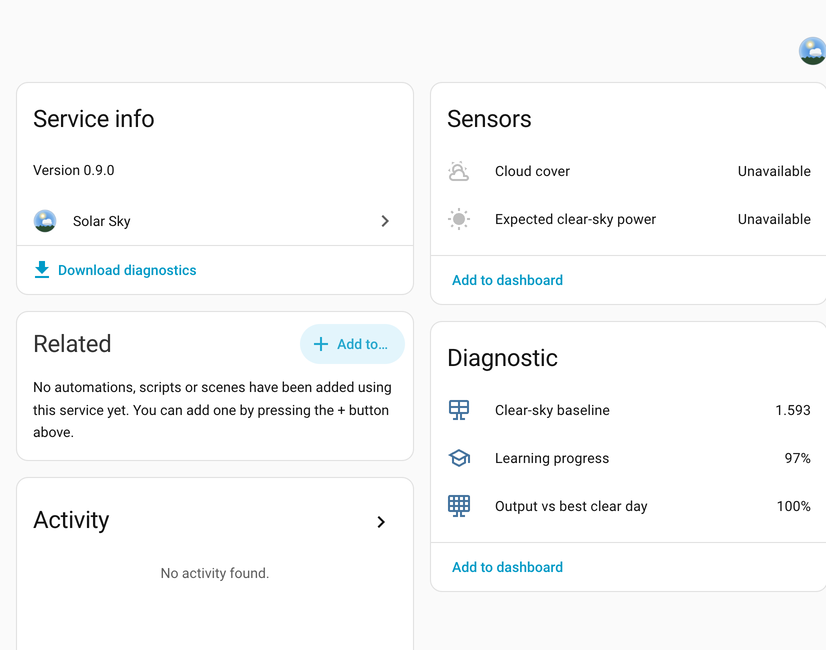 Service info
Version 0.9.0
Solar Sky
Download diagnostics
Related
Add to…
No automations, scripts or scenes have been added using
this service yet. You can add one by pressing the + button
above.
Activity
No activity found.
Sensors
Cloud cover Unavailable
Expected clear-sky power Unavailable
Add to dashboard
Diagnostic
Clear-sky baseline 1.593
Learning progress 97%
Output vs best clear day 100%
Add to dashboard